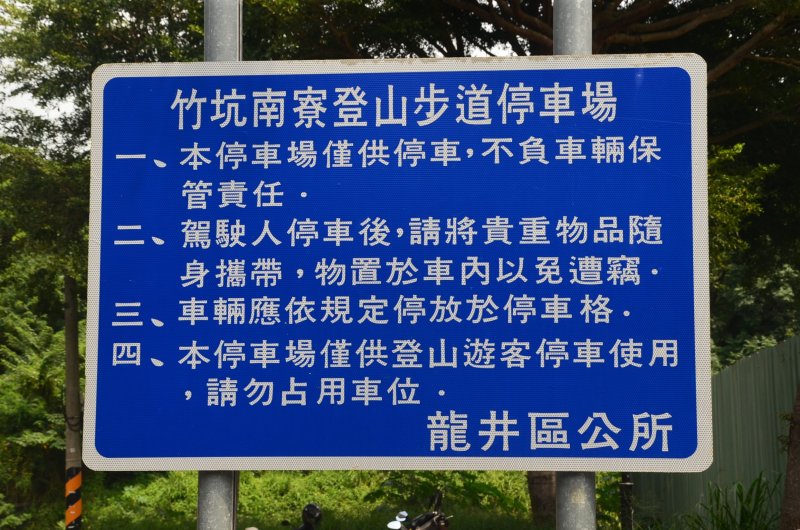 竹坑南寮登山步道停車場
一、本停車場僅供停車,不負車輛保
管責任.
二、駕駛人停車後,請將貴重物品隨
身攜帶,物置於車內以免遭竊.
三、車輛應依規定停放於停車格.
四、本停車場僅供登山遊客停車使用
,請勿占用車位.
龍井區公所